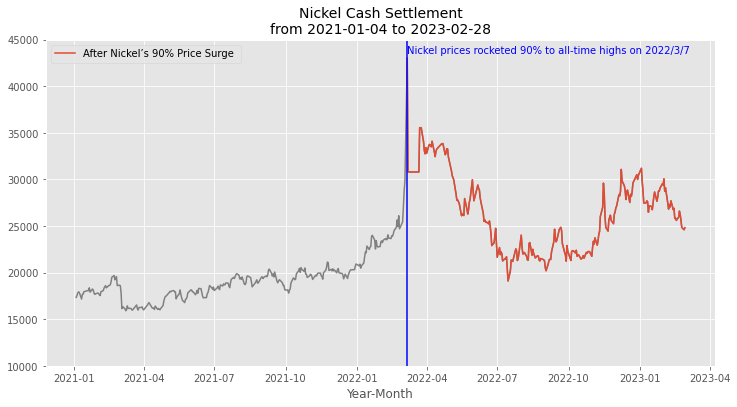 Nickel Cash Settlement
from 2021-01-04 to 2023-02-28
After Nickel’s 90% Price Surge
Nickel prices rocketed 90% to all-time highs on 2022/3/7
45000
40000
35000
30000
25000
20000
15000
10000
2021-01 2021-04 2021-07 2021-10 2022-01 2022-04 2022-07 2022-10 2023-01 2023-04
Year-Month